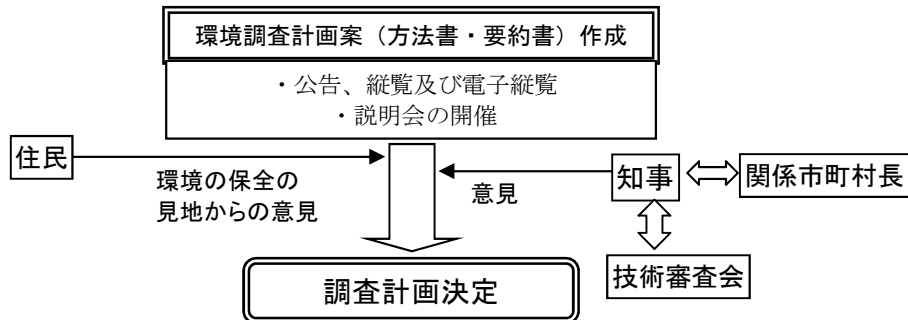 環境調査計画案（方法書・要約書）作成
・公告、縦覧及び電子縦覧
・説明会の開催
住民
環境の保全の
見地からの意見
意見
知事
関係市町村長
技術審査会
調査計画決定